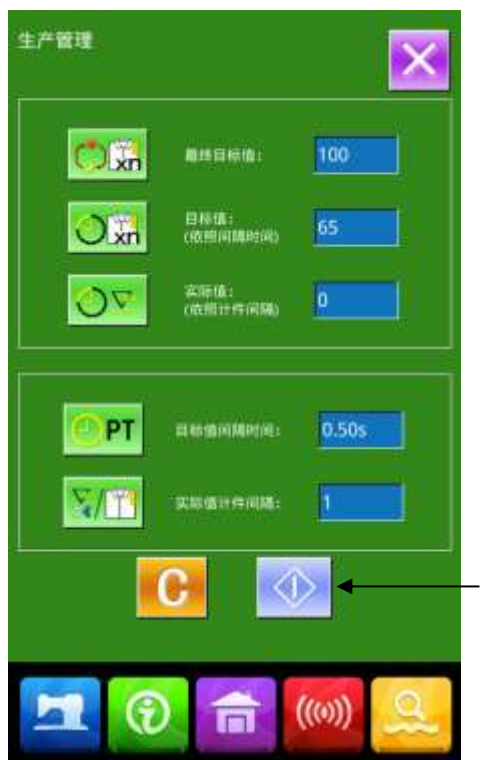 生产管理
xn
最终目标值：
100
xn
目标值：
(依照间隔时间)
65
实际值：
(依照计件间隔)
0
PT
目标值间隔时间：
0.50s
实际值计件间隔：
1
C